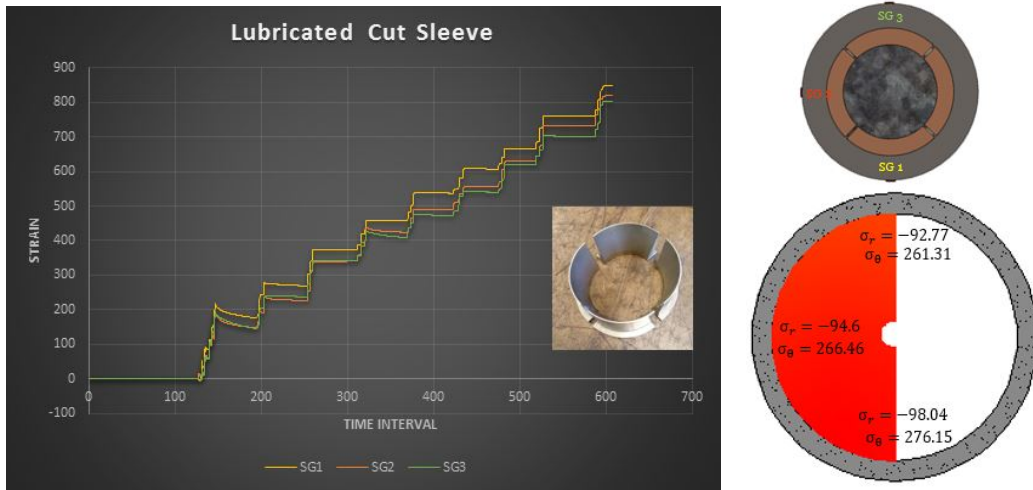 Lubricated Cut Sleeve
900
800
700
600
500
400
300
200
100
0
-100
STRAIN
0 100 200 300 400 500 600 700
TIME INTERVAL
SG1 SG2 SG3
SG 3
SG 1
σr = −92.77
σθ = 261.31
σr = −94.6
σθ = 266.46
σr = −98.04
σθ = 276.15